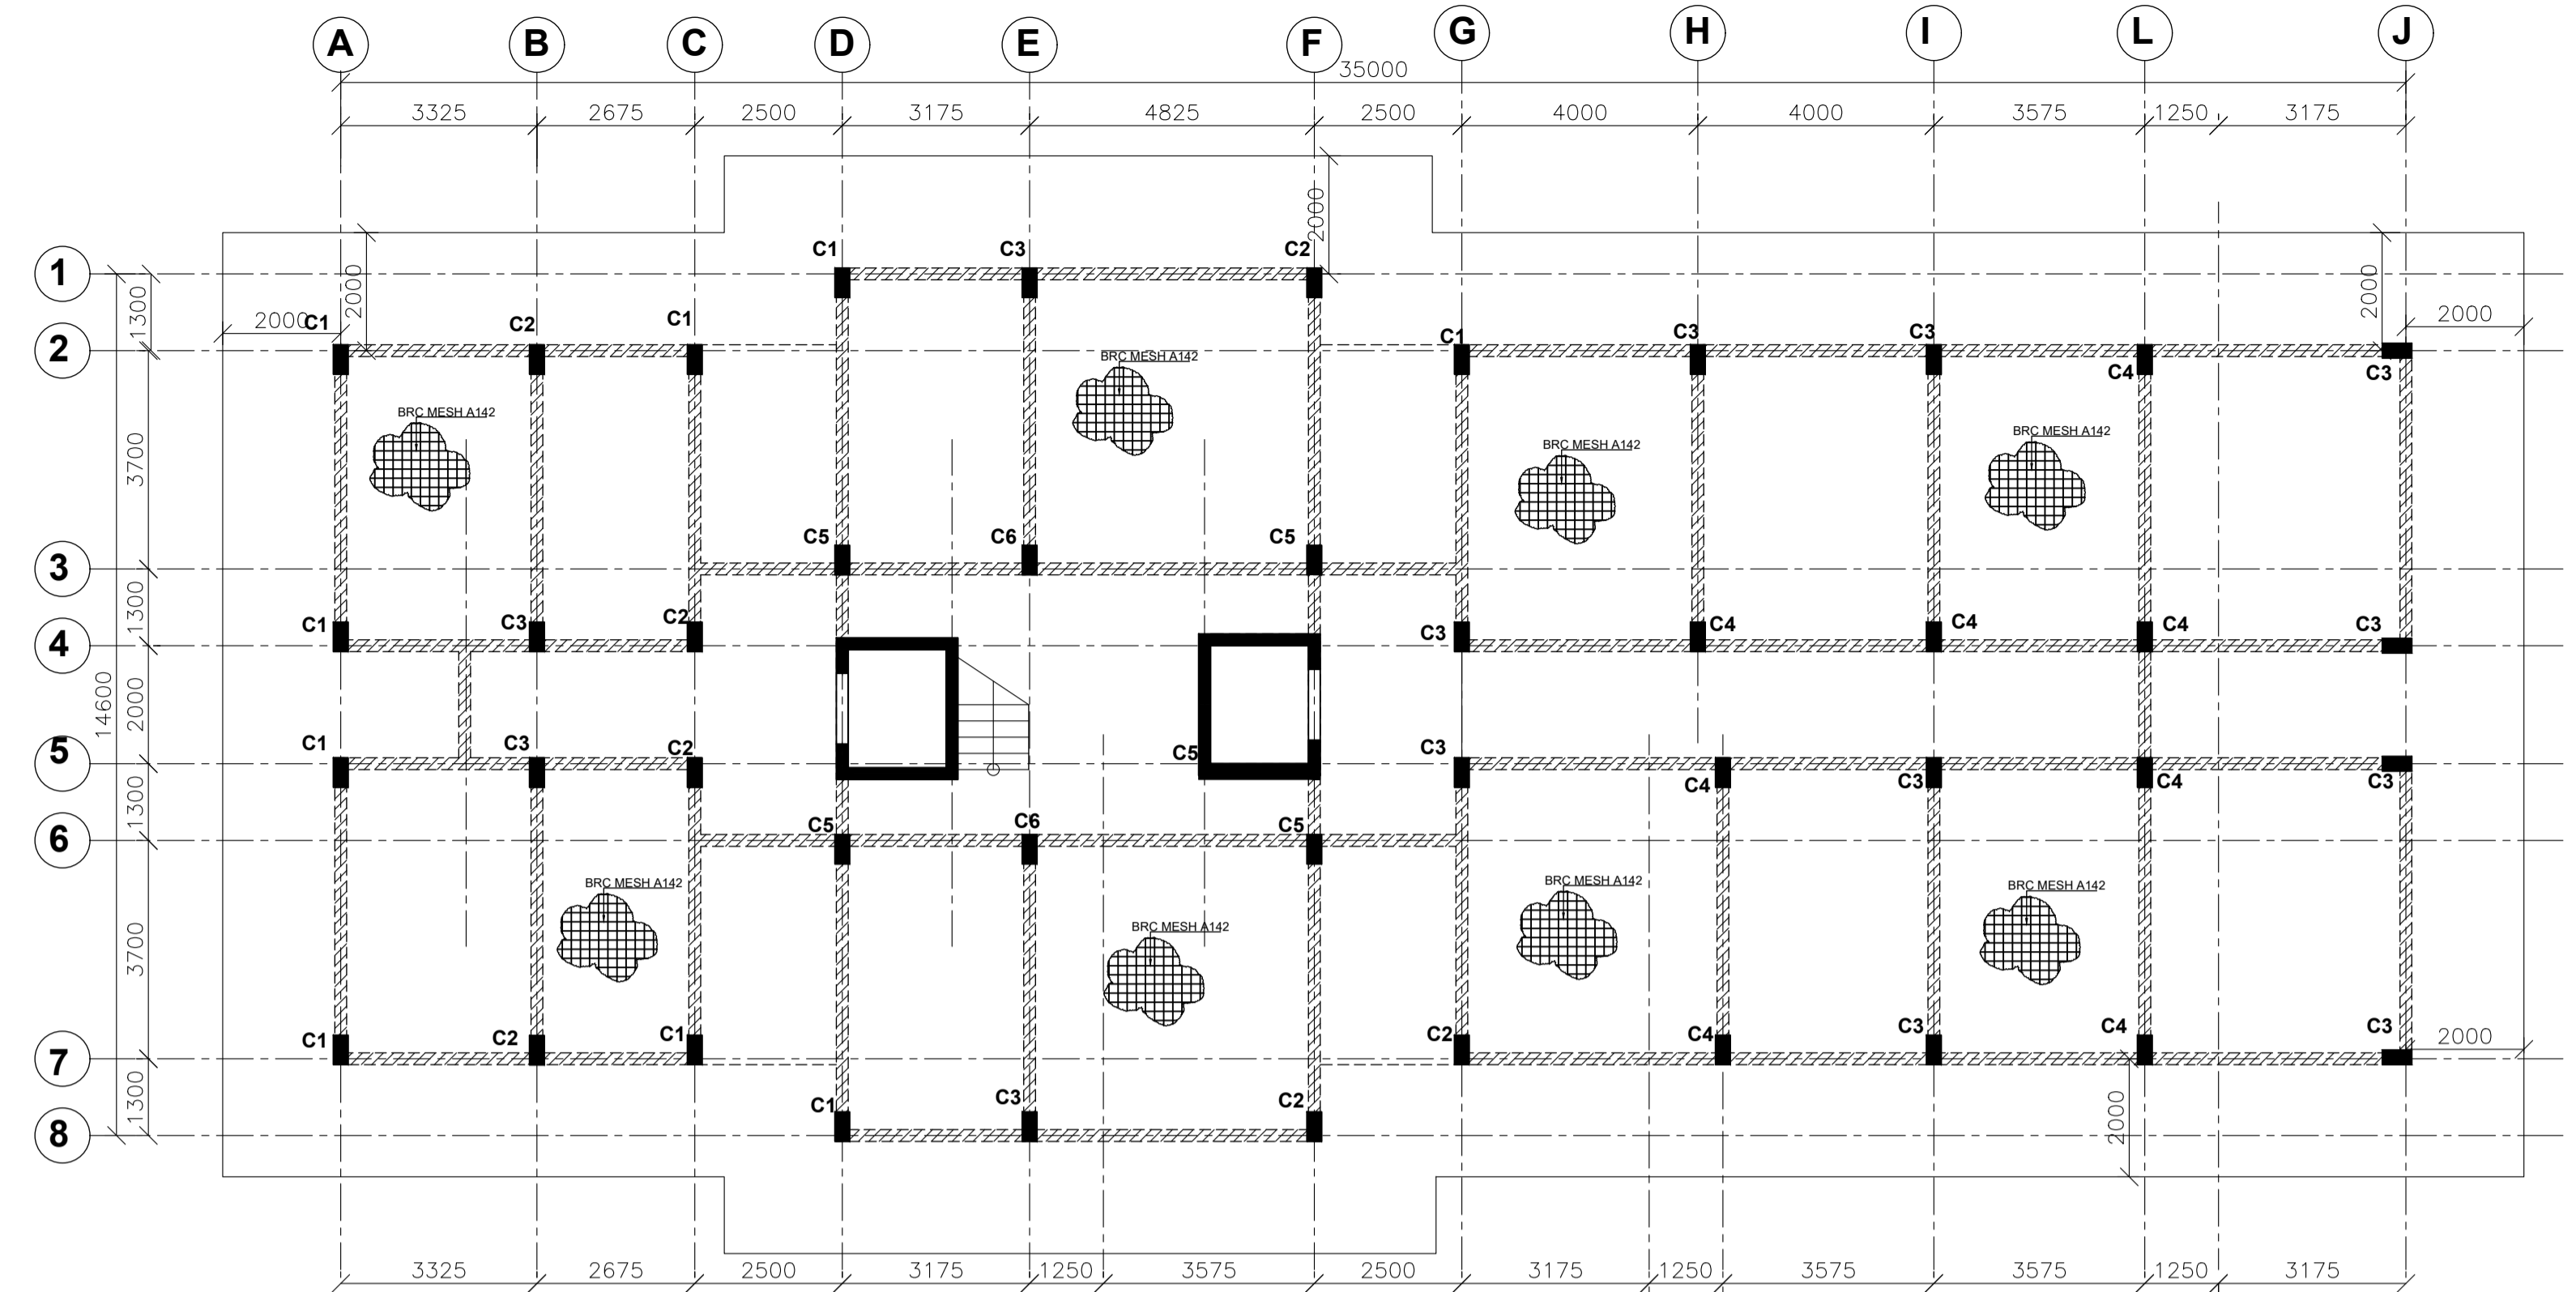 A B C D E F G H I L J
35000
3325 2675 2500 3175 4825 2500 4000 4000 3575 1250 3175
2000
1
C1 C3 C2
1300
2000
2000
2000
2000
C1 C2 C1
2
C1 C3 C3
C4 C3
BRC MESH A142
BRC MESH A142
BRC MESH A142
BRC MESH A142
3700
C5 C6 C5
3
1300
C1 C3 C2
C3 C4 C4 C4 C3
4
14600
2000
C1 C3 C2
C5
C3
5
C4 C3 C4 C3
1300
C5 C6 C5
6
BRC MESH A142
BRC MESH A142
BRC MESH A142
BRC MESH A142
3700
C1 C2 C1
C2 C4 C3 C4 C3
2000
7
1300
C1 C3 C2
2000
8
3325 2675 2500 3175 1250 3575 2500 3175 1250 3575 3575 1250 3175